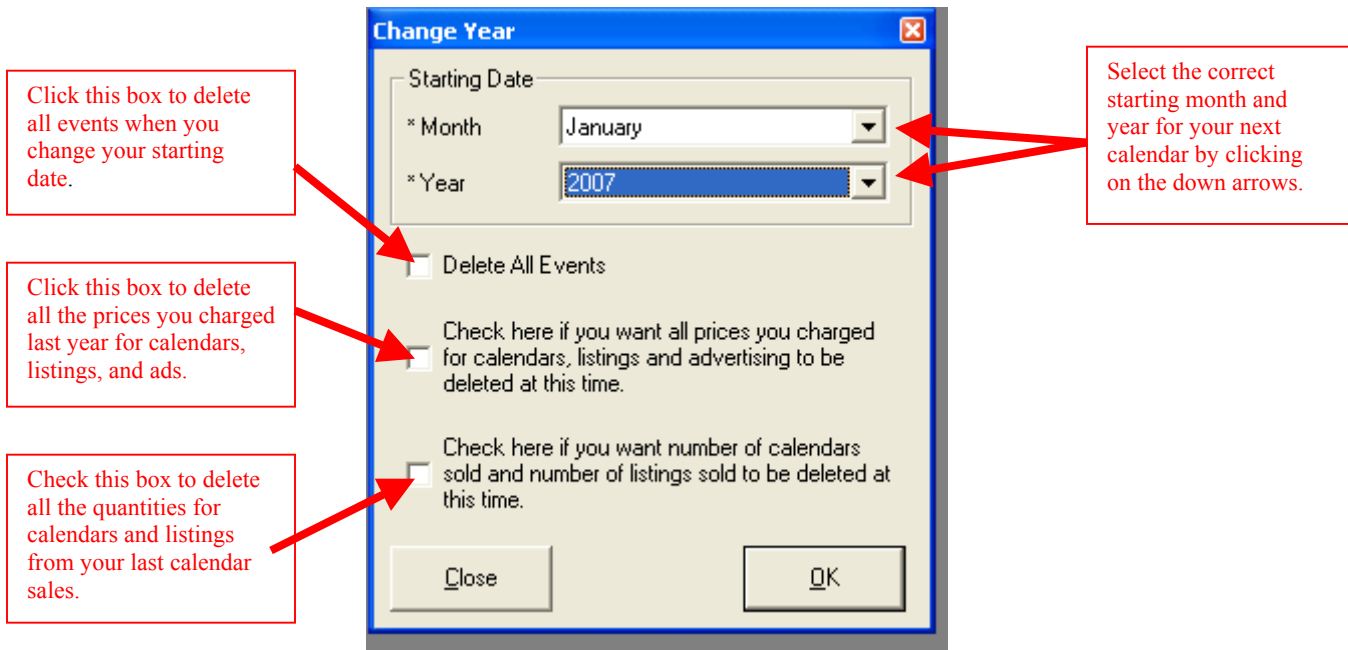 Change Year
Starting Date
* Month
January
* Year
2007
Delete All Events
Check here if you want all prices you charged
for calendars, listings and advertising to be
deleted at this time.
Check here if you want number of calendars
sold and number of listings sold to be deleted at
this time.
Close
OK
Click this box to delete
all events when you
change your starting
date.
Click this box to delete
all the prices you charged
last year for calendars,
listings, and ads.
Check this box to delete
all the quantities for
calendars and listings
from your last calendar
sales.
Select the correct
starting month and
year for your next
calendar by clicking
on the down arrows.